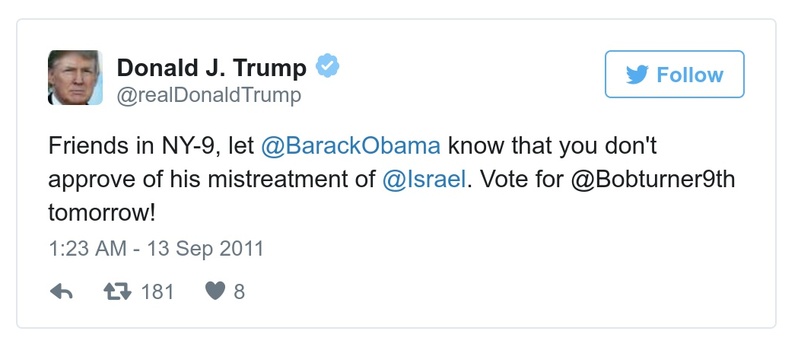 Donald J. Trump
@realDonaldTrump
Follow
Friends in NY-9, let @BarackObama know that you don't
approve of his mistreatment of @Israel. Vote for @Bobturner9th
tomorrow!
1:23 AM - 13 Sep 2011
181 8